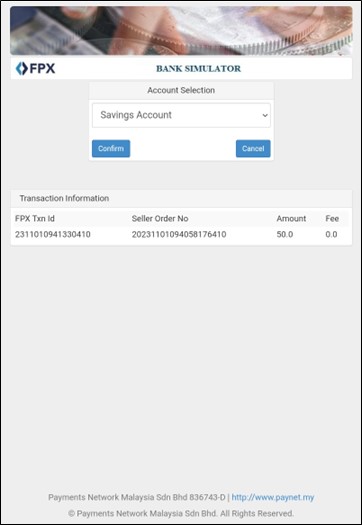 FPX
BANK SIMULATOR
Account Selection
Savings Account
Confirm
Cancel
Transaction Information
FPX Txn Id Seller Order No Amount Fee
2311010941330410 20231101094058176410 50.0 0.0
Payments Network Malaysia Sdn Bhd 836743-D | http://www.paynet.my
© Payments Network Malaysia Sdn Bhd. All Rights Reserved.